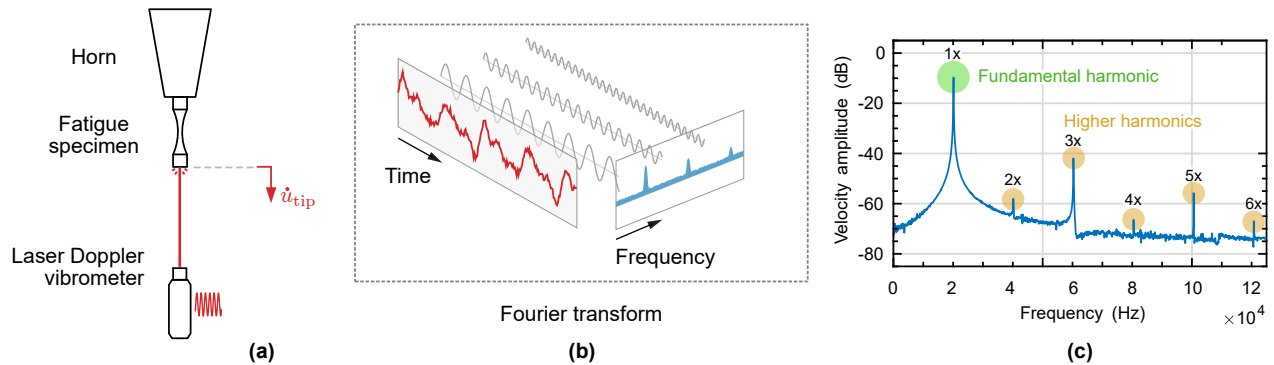 Horn
Fatigue
specimen
u̇tip
Laser Doppler
vibrometer
(a)
Time
Frequency
Fourier transform
(b)
Velocity amplitude (dB)
0
-20
-40
-60
-80
1x
Fundamental harmonic
Higher harmonics
2x
3x
4x
5x
6x
0 2 4 6 8 10 12
Frequency (Hz)
×10^4
(c)